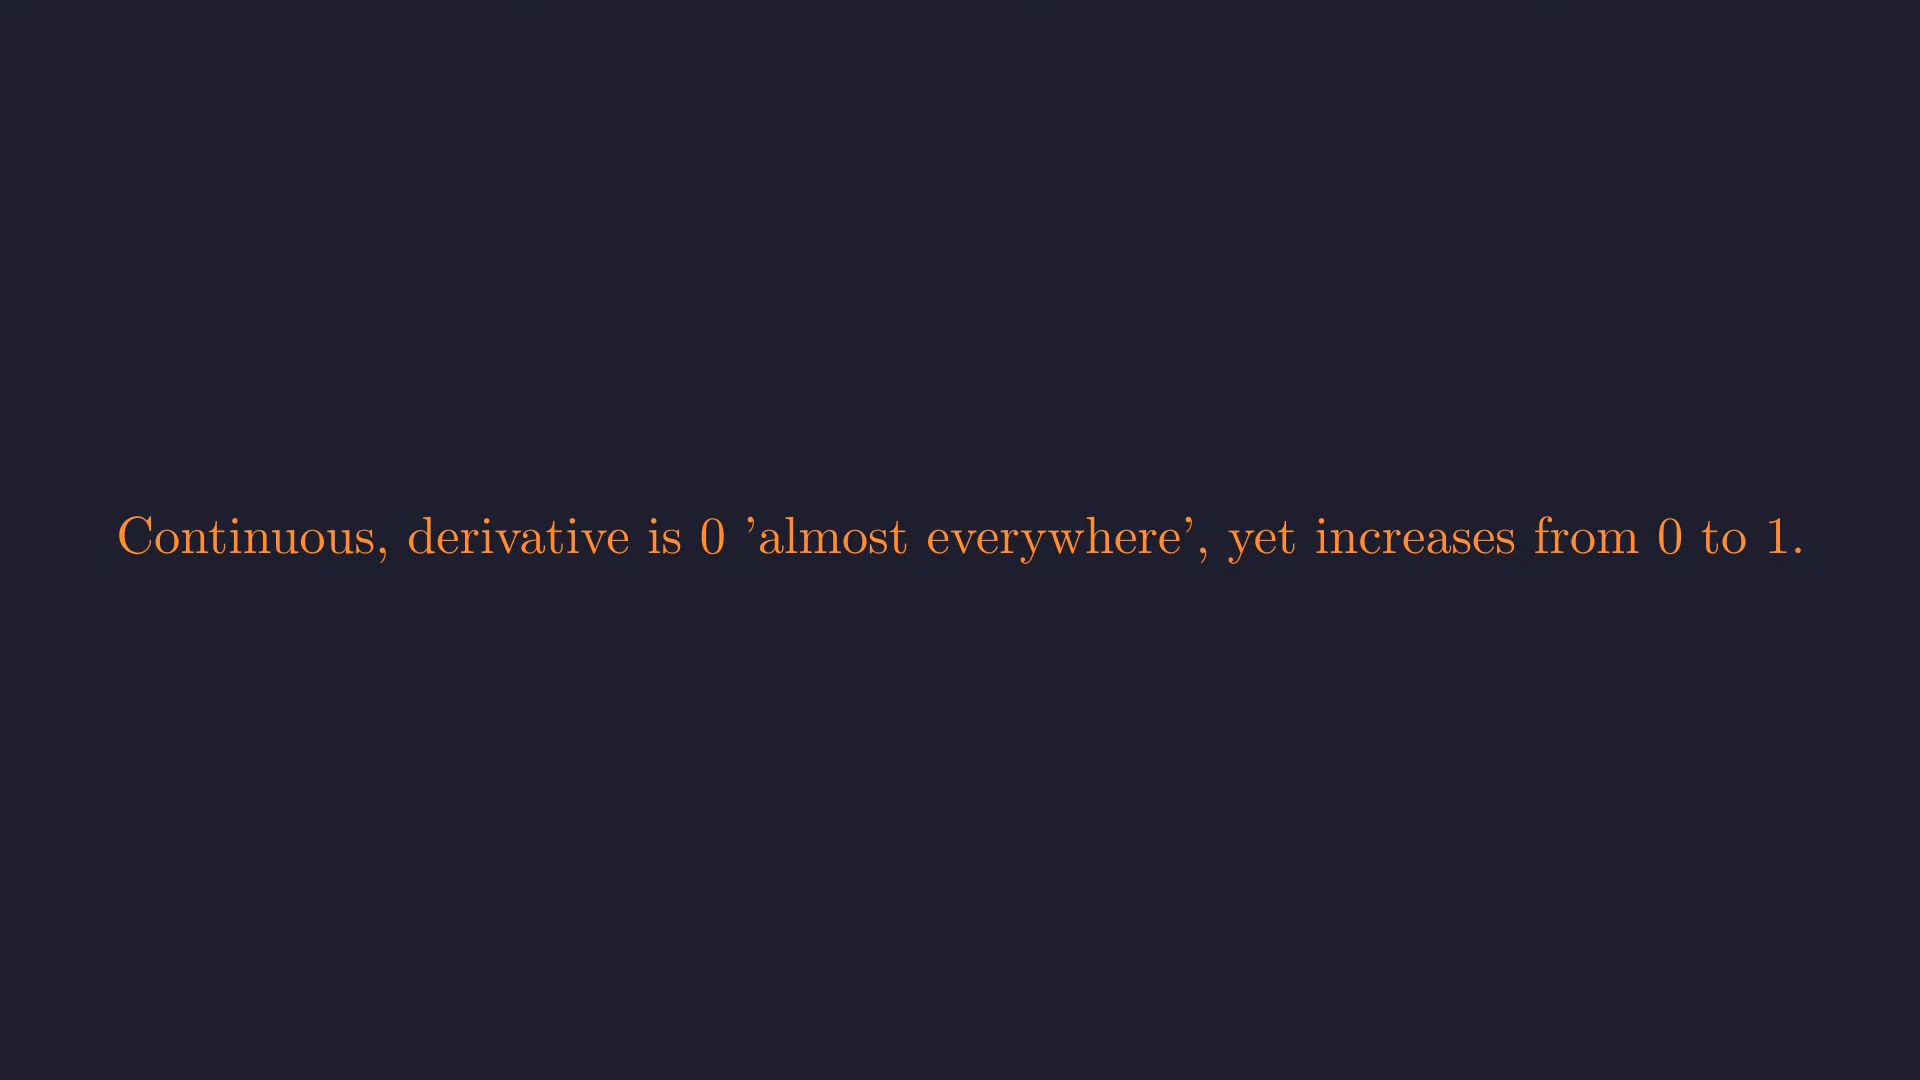 Continuous, derivative is 0 ’almost everywhere’, yet increases from 0 to 1.